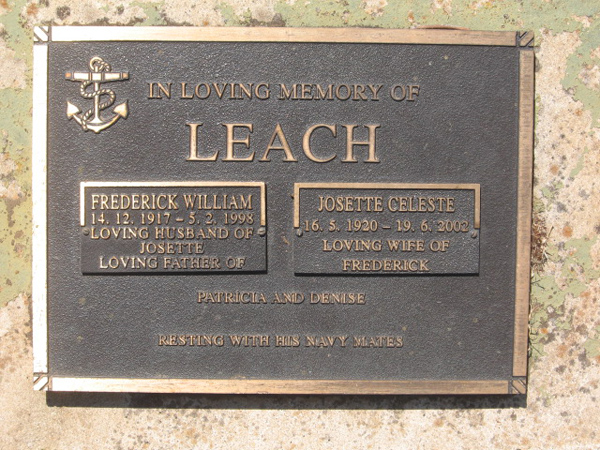 IN LOVING MEMORY OF
LEACH
FREDERICK WILLIAM
14. 12. 1917 – 5. 2. 1998
LOVING HUSBAND OF
JOSETTE
LOVING FATHER OF
JOSETTE CELESTE
16. 5. 1920 – 19. 6. 2002
LOVING WIFE OF
FREDERICK
PATRICIA AND DENISE
RESTING WITH HIS NAVY MATES